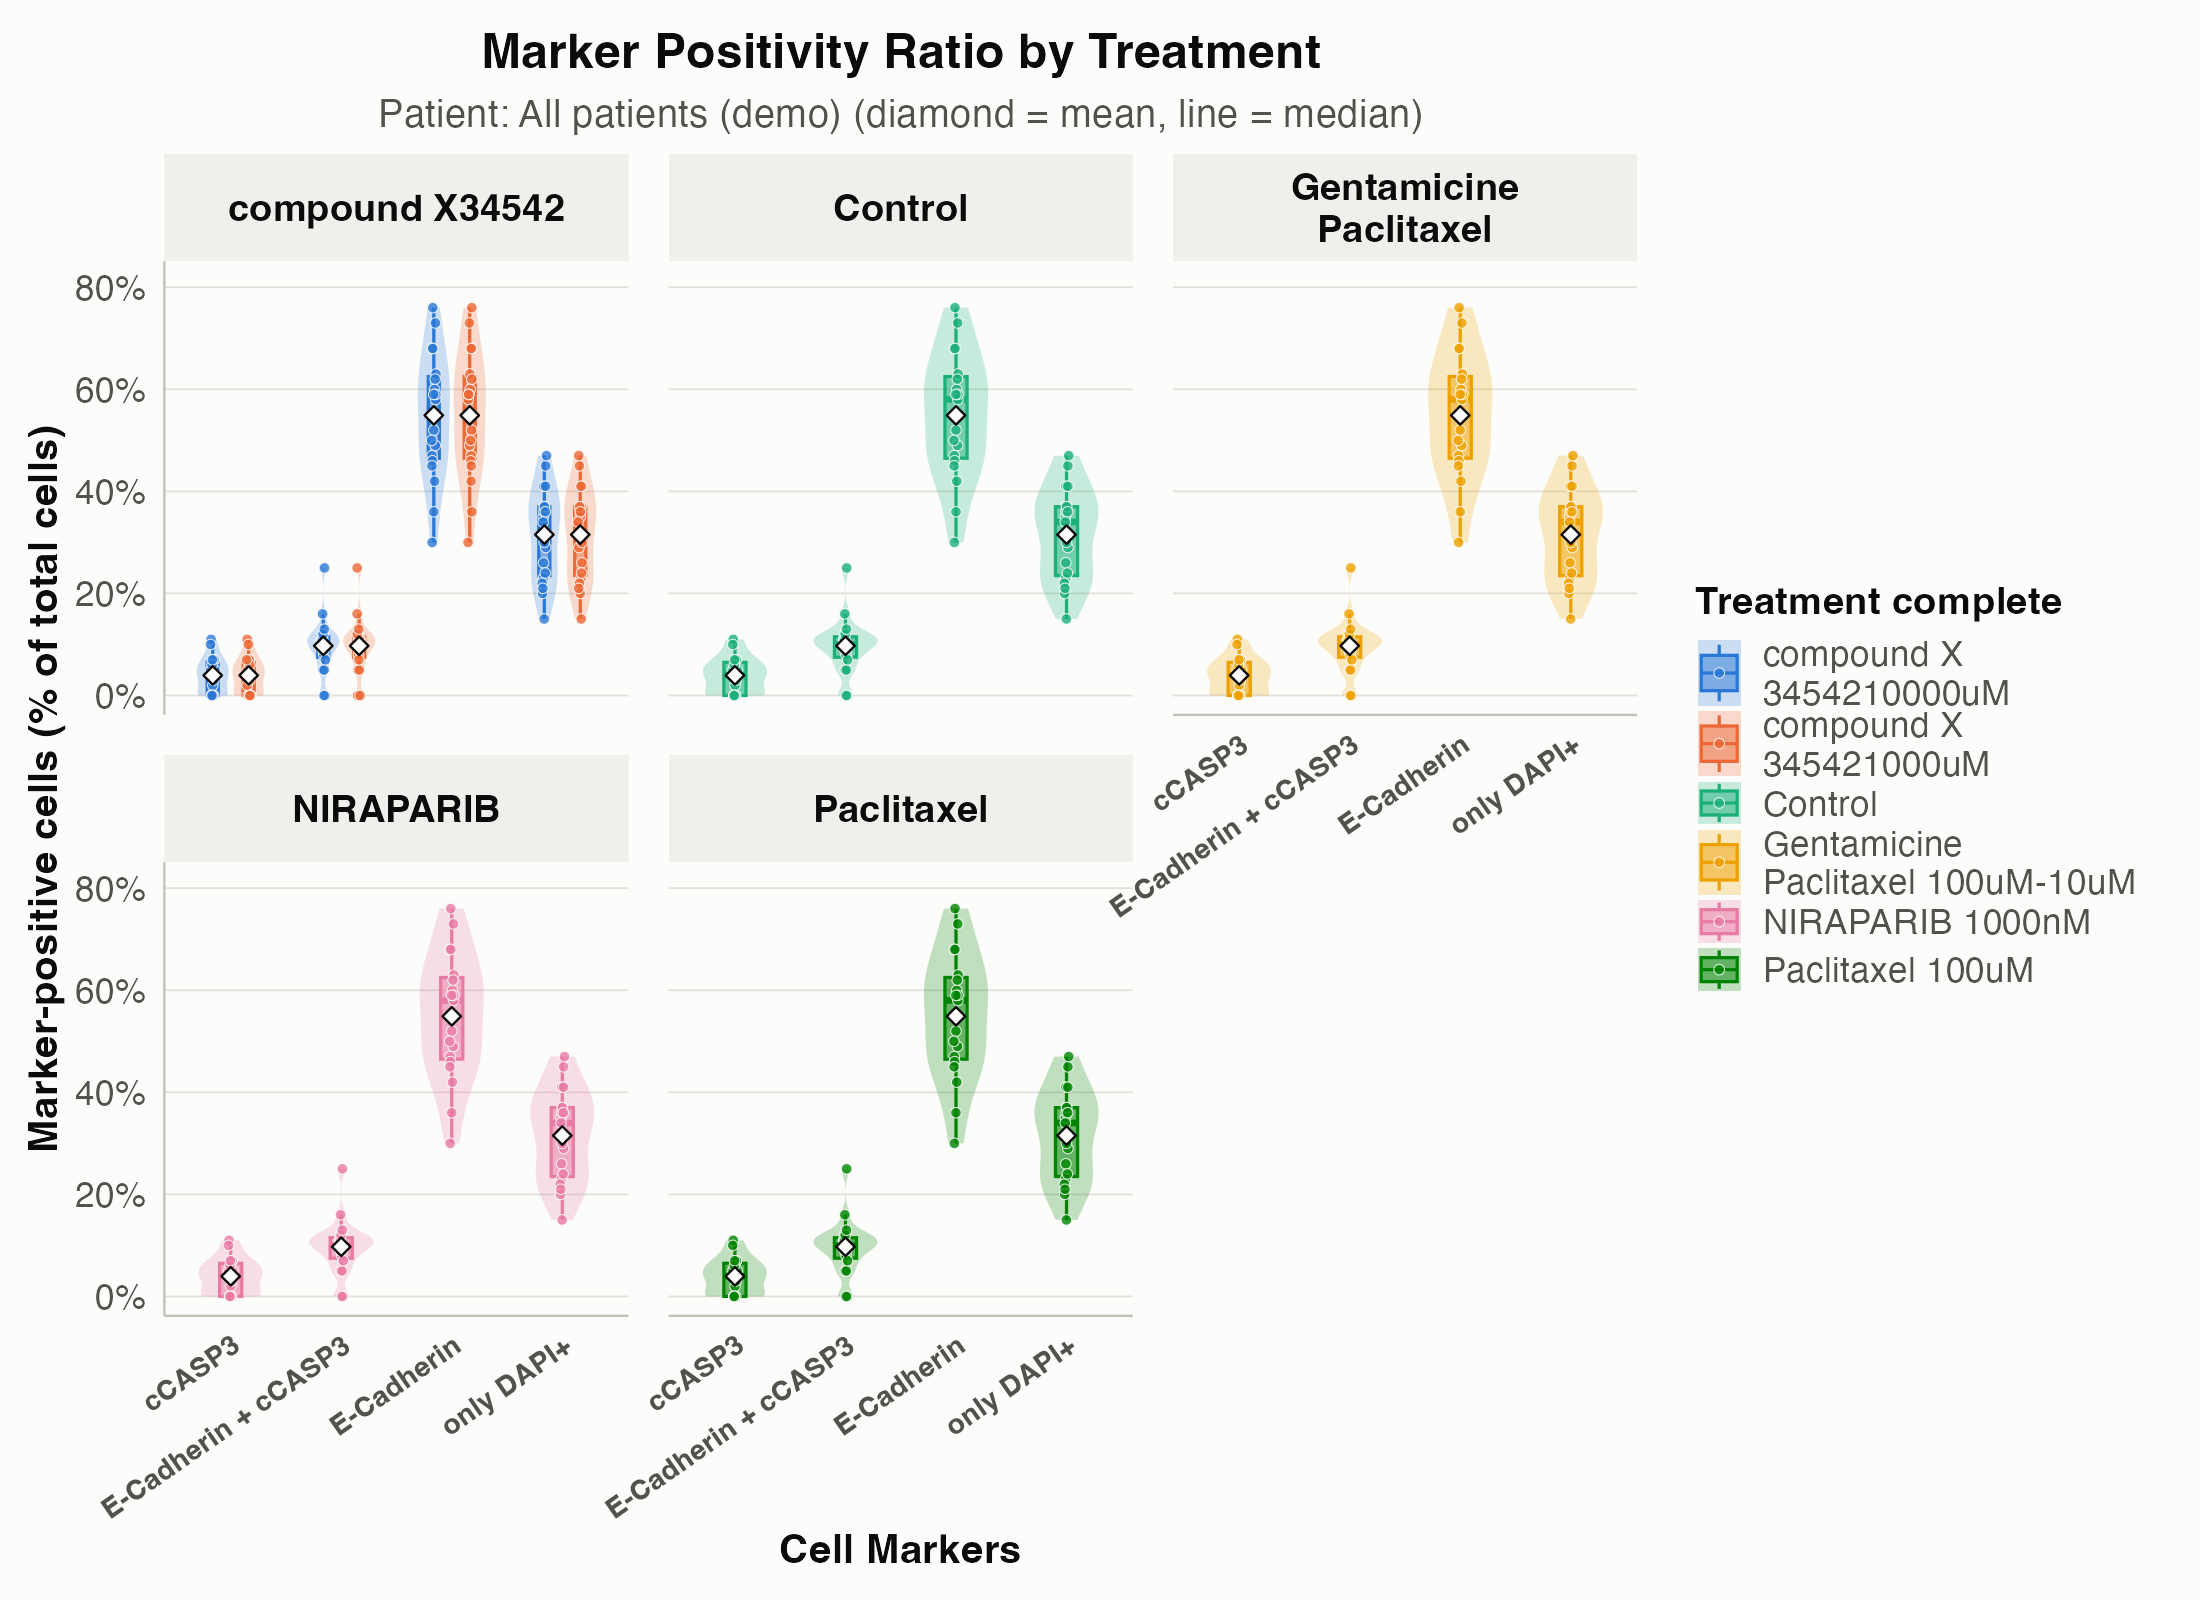 Marker Positivity Ratio by Treatment
Patient: All patients (demo) (diamond = mean, line = median)
compound X34542
Control
Gentamicine
Paclitaxel
80%
60%
40%
20%
0%
cCASP3
E-Cadherin + cCASP3
E-Cadherin
only DAPI+
NIRAPARIB
Paclitaxel
80%
60%
40%
20%
0%
cCASP3
E-Cadherin + cCASP3
E-Cadherin
only DAPI+
cCASP3
E-Cadherin + cCASP3
E-Cadherin
only DAPI+
Marker-positive cells (% of total cells)
Cell Markers
Treatment complete
compound X
3454210000uM
compound X
345421000uM
Control
Gentamicine
Paclitaxel 100uM-10uM
NIRAPARIB 1000nM
Paclitaxel 100uM